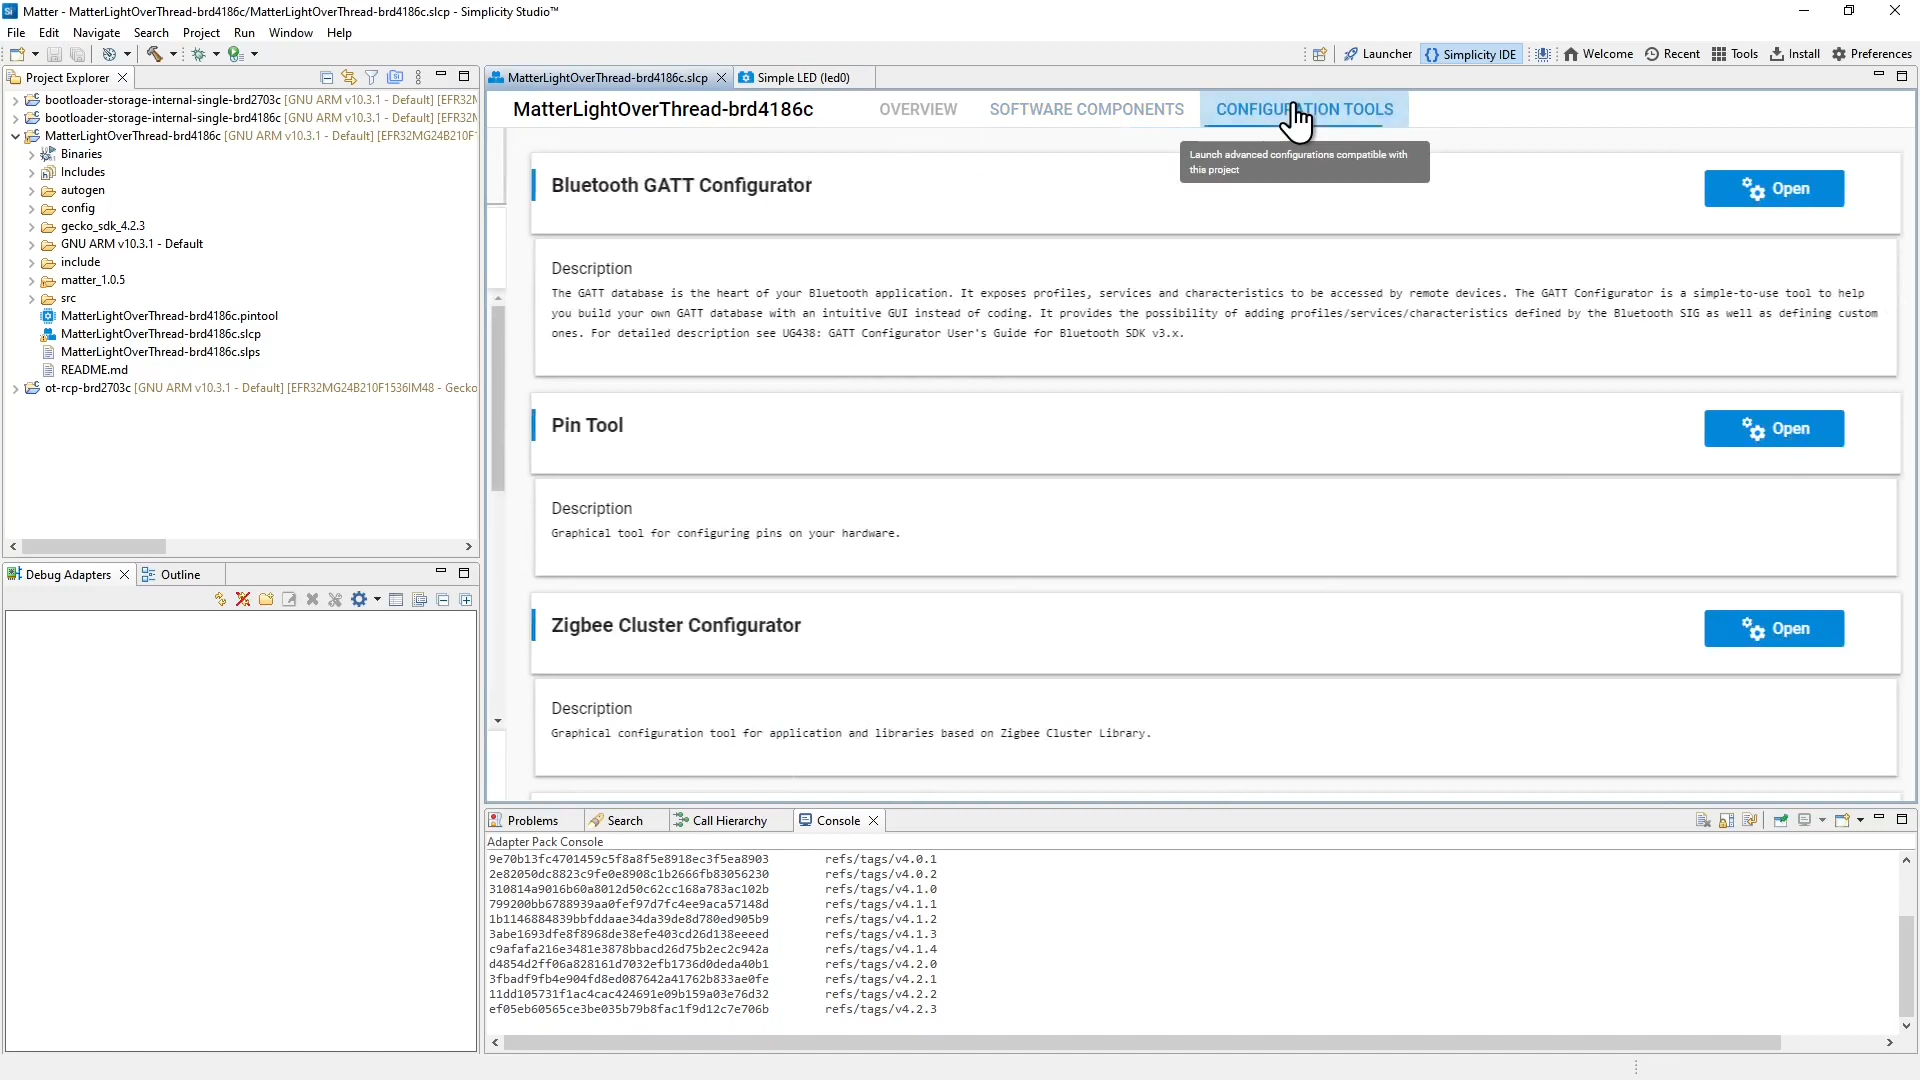 Matter - MatterLightOverThread-brd4186c/MatterLightOverThread-brd4186c.slcp - Simplicity Studio™
File Edit Navigate Search Project Run Window Help
Launcher Simplicity IDE Welcome Recent Tools Install Preferences
Project Explorer
bootloader-storage-internal-single-brd2703c [GNU ARM v10.3.1 - Default] [EFR32M
bootloader-storage-internal-single-brd4186c [GNU ARM v10.3.1 - Default] [EFR32M
MatterLightOverThread-brd4186c [GNU ARM v10.3.1 - Default] [EFR32MG24B210F1
Binaries
Includes
autogen
config
gecko_sdk_4.2.3
GNU ARM v10.3.1 - Default
include
matter_1.0.5
src
MatterLightOverThread-brd4186c.pintool
MatterLightOverThread-brd4186c.slcp
MatterLightOverThread-brd4186c.slps
README.md
ot-rcp-brd2703c [GNU ARM v10.3.1 - Default] [EFR32MG24B210F1536IM48 - Gecko
Debug Adapters Outline
MatterLightOverThread-brd4186c.slcp Simple LED (led0)
MatterLightOverThread-brd4186c OVERVIEW SOFTWARE COMPONENTS CONFIGURATION TOOLS
Launch advanced configurations compatible with
this project
Bluetooth GATT Configurator
Open
Description
The GATT database is the heart of your Bluetooth application. It exposes profiles, services and characteristics to be accessed by remote devices. The GATT Configurator is a simple-to-use tool to help
you build your own GATT database with an intuitive GUI instead of coding. It provides the possibility of adding profiles/services/characteristics defined by the Bluetooth SIG as well as defining custom
ones. For detailed description see UG438: GATT Configurator User's Guide for Bluetooth SDK v3.x.
Pin Tool
Open
Description
Graphical tool for configuring pins on your hardware.
Zigbee Cluster Configurator
Open
Description
Graphical configuration tool for application and libraries based on Zigbee Cluster Library.
Problems Search Call Hierarchy Console
Adapter Pack Console
9e70b13fc4701459c5f8a8f5e8918ec3f5ea8903 refs/tags/v4.0.1
2e82050dc8823c9fe0e8908c1b2666fb83056230 refs/tags/v4.0.2
310814a9016b60a8012d50c62cc168a783ac102b refs/tags/v4.1.0
799200bb6788939aa0fef97d7fc4ee9aca57148d refs/tags/v4.1.1
1b1146884839bbfddaae34da39de8d780ed905b9 refs/tags/v4.1.2
3abe1693dfe8f8968de38efe403cd26d138eeeed refs/tags/v4.1.3
c9afafa216e3481e3878bbacd26d75b2ec2c942a refs/tags/v4.1.4
d4854d2ff06a828161d7032efb1736d0deda40b1 refs/tags/v4.2.0
3fbadf9fb4e904fd8ed087642a41762b833ae0fe refs/tags/v4.2.1
11dd105731f1ac4cac424691e09b159a03e76d32 refs/tags/v4.2.2
ef05eb60565ce3be035b79b8fac1f9d12c7e706b refs/tags/v4.2.3